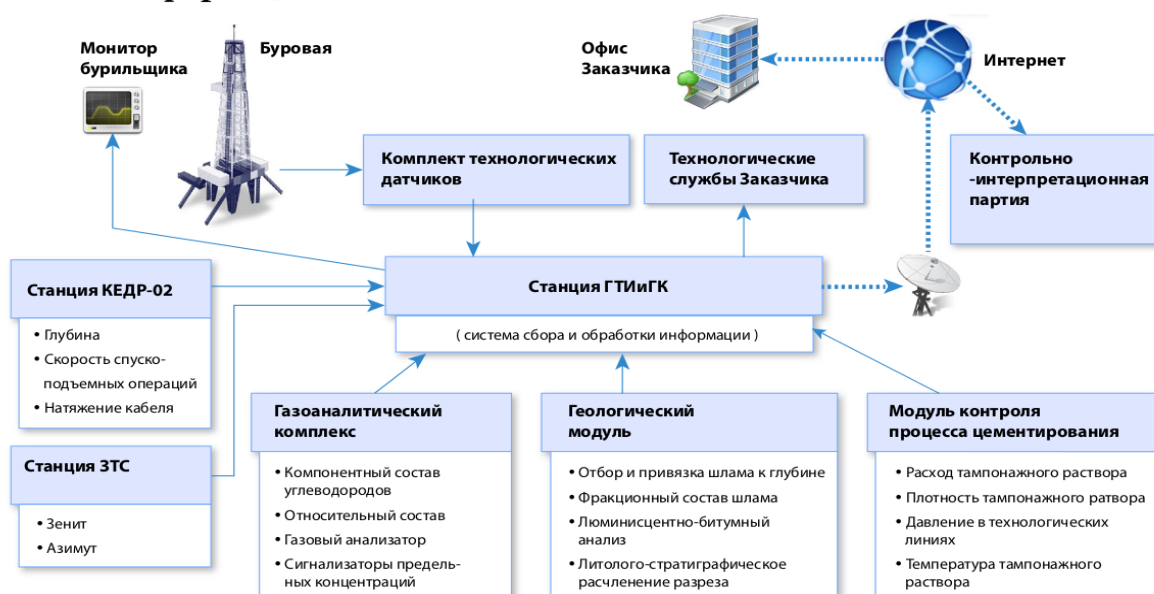 Монитор
бурильщика
Буровая
Офис
Заказчика
Интернет
Комплект технологических
датчиков
Технологические
службы Заказчика
Контрольно
-интерпретационная
партия
Станция ГТИиГК
( система сбора и обработки информации )
Станция КЕДР-02
• Глубина
• Скорость спуско-
подъемных операций
• Натяжение кабеля
Станция ЗТС
• Зенит
• Азимут
Газоаналитический
комплекс
• Компонентный состав
углеводородов
• Относительный состав
• Газовый анализатор
• Сигнализаторы предель-
ных концентраций
Геологический
модуль
• Отбор и привязка шлама к глубине
• Фракционный состав шлама
• Люминисцентно-битумный
анализ
• Литолого-стратиграфическое
расчленение разреза
Модуль контроля
процесса цементирования
• Расход тампонажного раствора
• Плотность тампонажного ратвора
• Давление в технологических
линиях
• Температура тампонажного
раствора